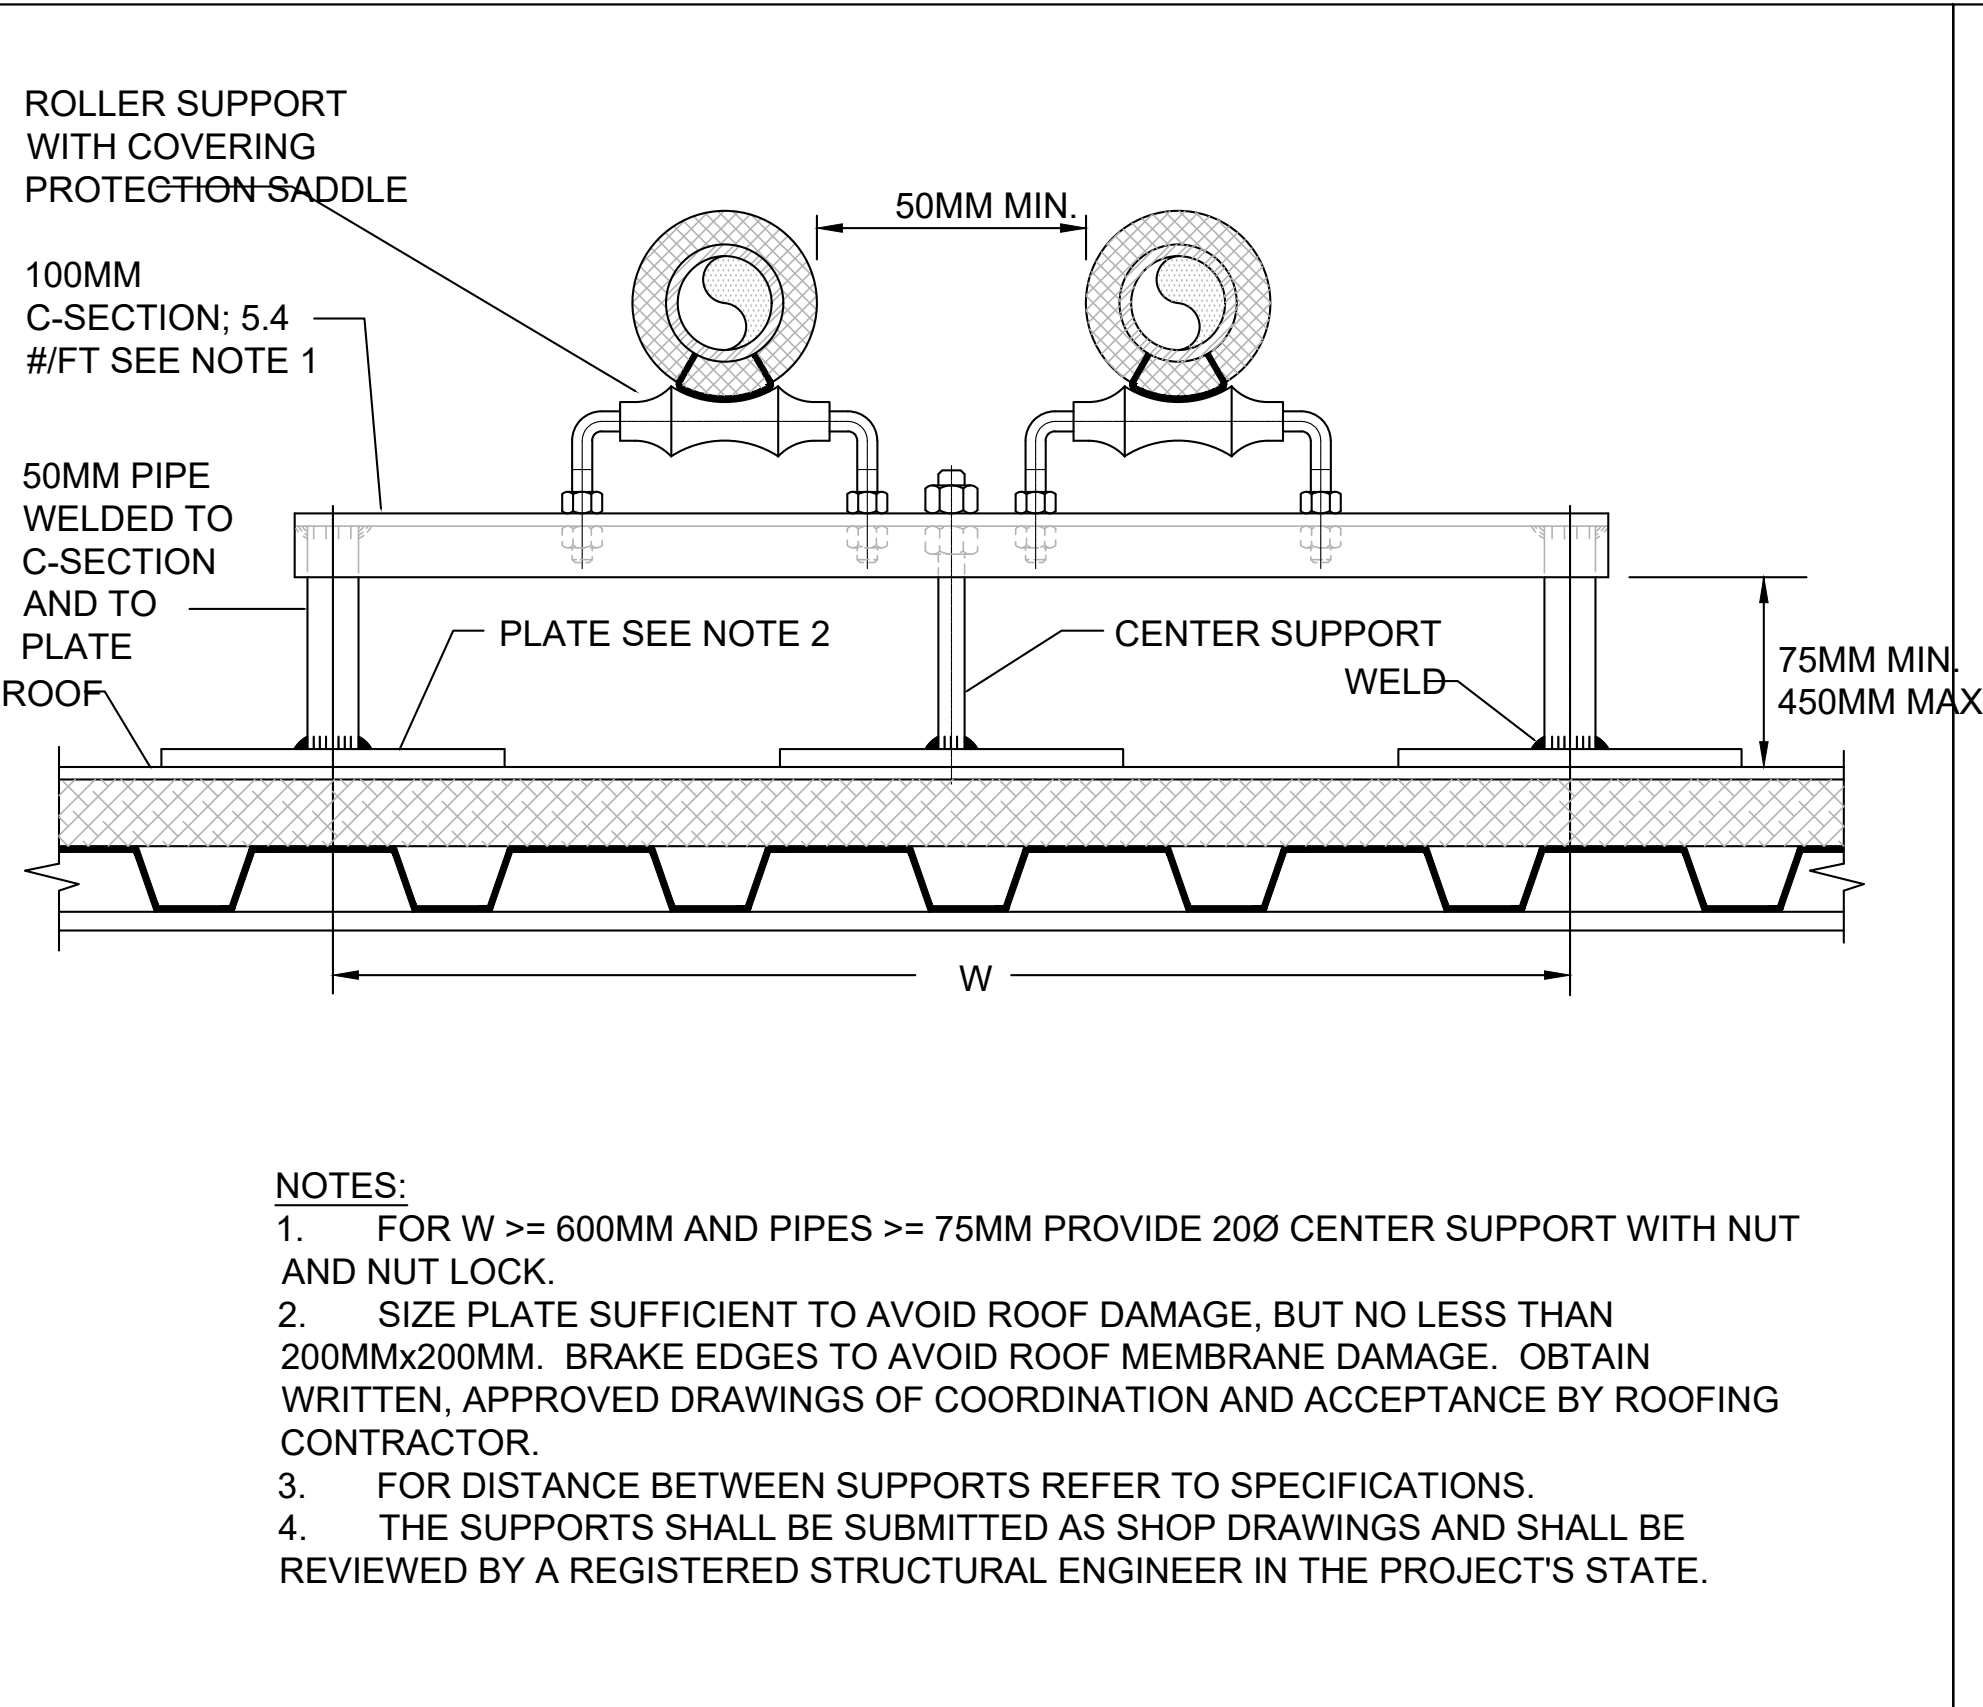 ROLLER SUPPORT
WITH COVERING
PROTECTION SADDLE
50MM MIN.
100MM
C-SECTION; 5.4
#/FT SEE NOTE 1
50MM PIPE
WELDED TO
C-SECTION
AND TO
PLATE
ROOF
PLATE SEE NOTE 2
CENTER SUPPORT
WELD
75MM MIN.
450MM MAX
W
NOTES:
1. FOR W >= 600MM AND PIPES >= 75MM PROVIDE 20Ø CENTER SUPPORT WITH NUT
AND NUT LOCK.
2. SIZE PLATE SUFFICIENT TO AVOID ROOF DAMAGE, BUT NO LESS THAN
200MMx200MM. BRAKE EDGES TO AVOID ROOF MEMBRANE DAMAGE. OBTAIN
WRITTEN, APPROVED DRAWINGS OF COORDINATION AND ACCEPTANCE BY ROOFING
CONTRACTOR.
3. FOR DISTANCE BETWEEN SUPPORTS REFER TO SPECIFICATIONS.
4. THE SUPPORTS SHALL BE SUBMITTED AS SHOP DRAWINGS AND SHALL BE
REVIEWED BY A REGISTERED STRUCTURAL ENGINEER IN THE PROJECT'S STATE.